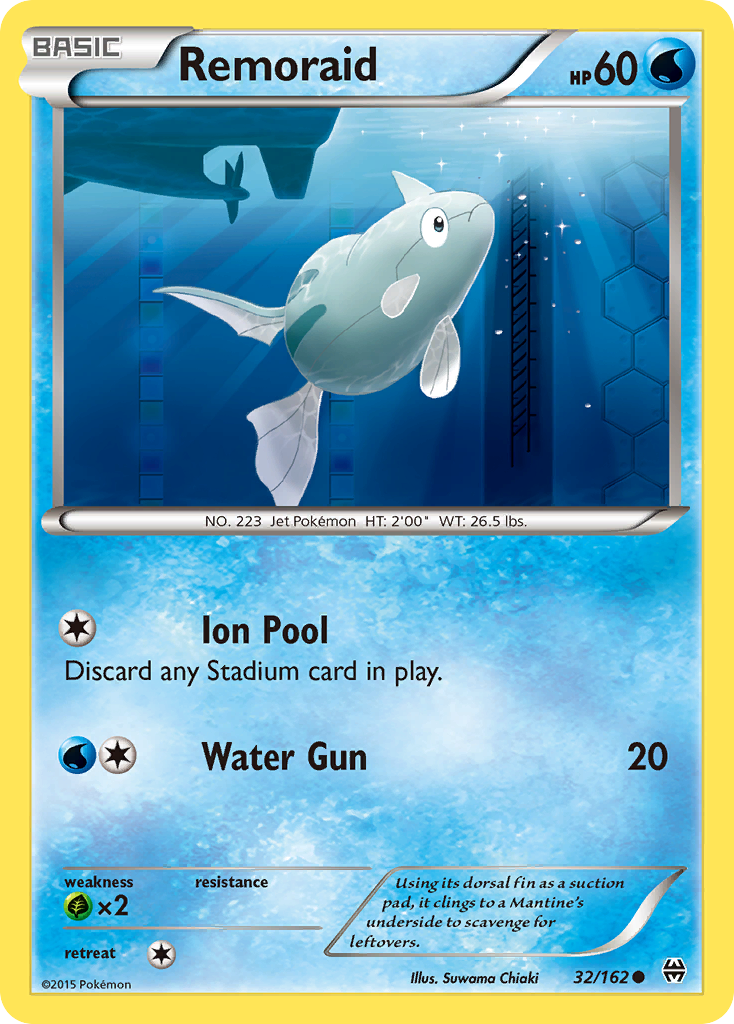 BASIC
Remoraid
HP60
NO. 223 Jet Pokémon HT: 2'00" WT: 26.5 lbs.
Ion Pool
Discard any Stadium card in play.
Water Gun 20
weakness resistance
×2
retreat
Using its dorsal fin as a suction
pad, it clings to a Mantine's
underside to scavenge for
leftovers.
©2015 Pokémon
Illus. Suwama Chiaki
32/162